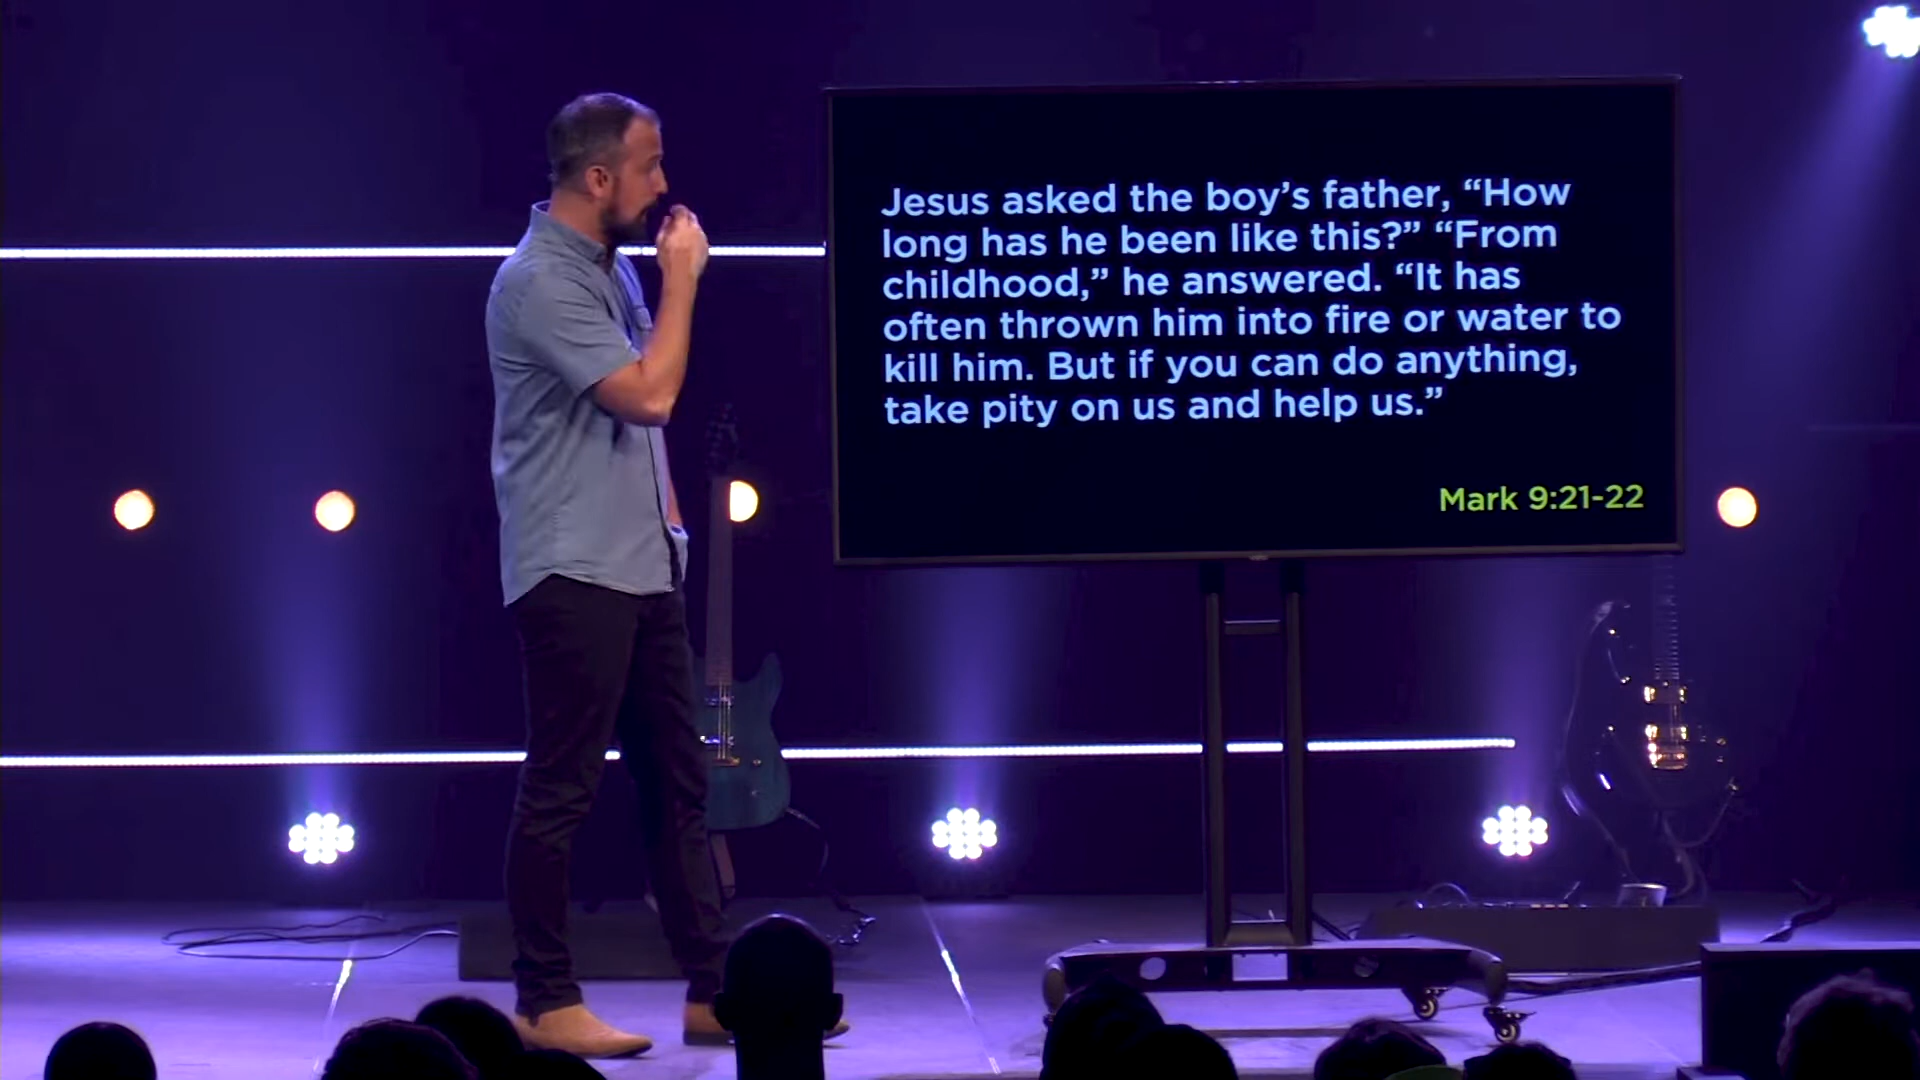 Jesus asked the boy’s father, “How
long has he been like this?” “From
childhood,” he answered. “It has
often thrown him into fire or water to
kill him. But if you can do anything,
take pity on us and help us.”
Mark 9:21-22